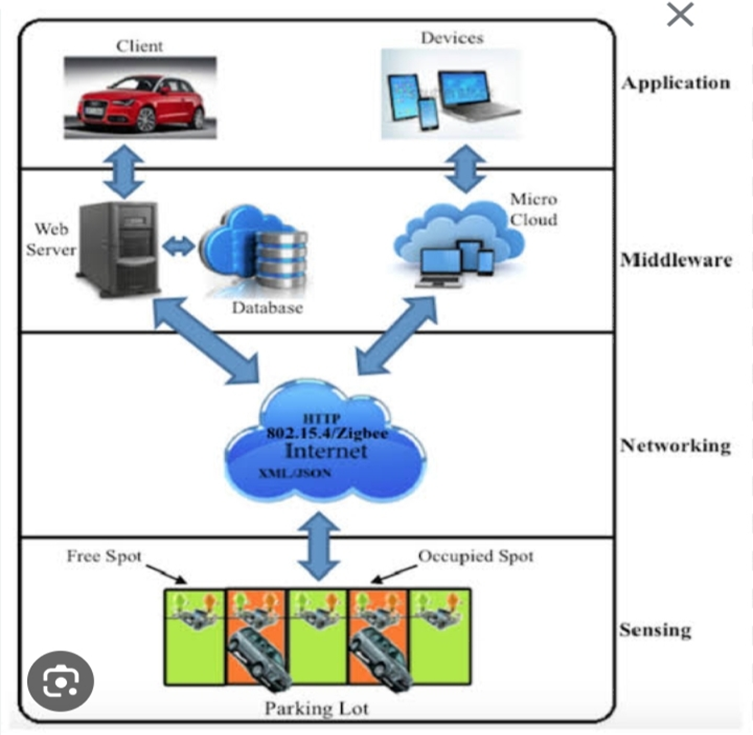 Client
Devices
Application
Web
Server
Database
Micro
Cloud
Middleware
HTTP
802.15.4/Zigbee
Internet
XML/JSON
Networking
Free Spot
Occupied Spot
Sensing
Parking Lot